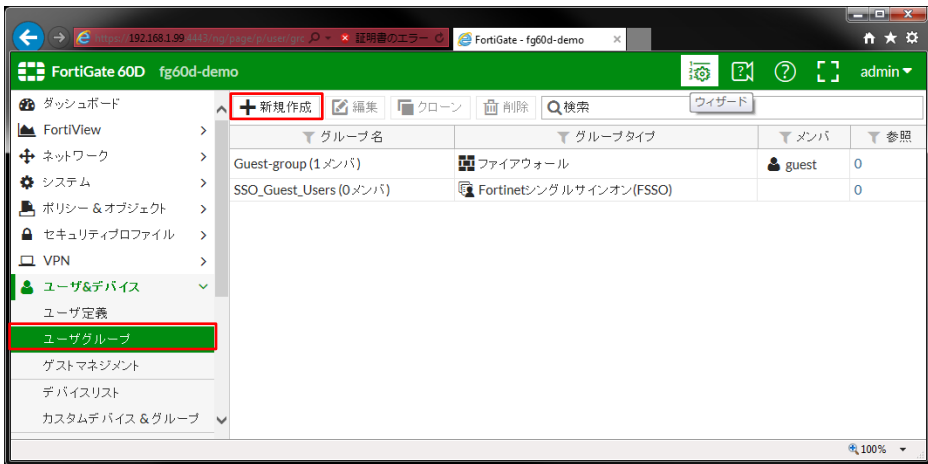 https://192.168.1.99:4443/ng/page/p/user/grc
証明書のエラー
FortiGate - fg60d-demo
FortiGate 60D fg60d-demo
admin
ダッシュボード
FortiView
ネットワーク
システム
ポリシー & オブジェクト
セキュリティプロファイル
VPN
ユーザ&デバイス
ユーザ定義
ユーザグループ
ゲストマネジメント
デバイスリスト
カスタムデバイス & グループ
新規作成 編集 クローン 削除 検索
ウィザード
グループ名 グループタイプ メンバ 参照
Guest-group (1メンバ) ファイアウォール guest 0
SSO_Guest_Users (0メンバ) Fortinetシングルサインオン(FSSO) 0
100%